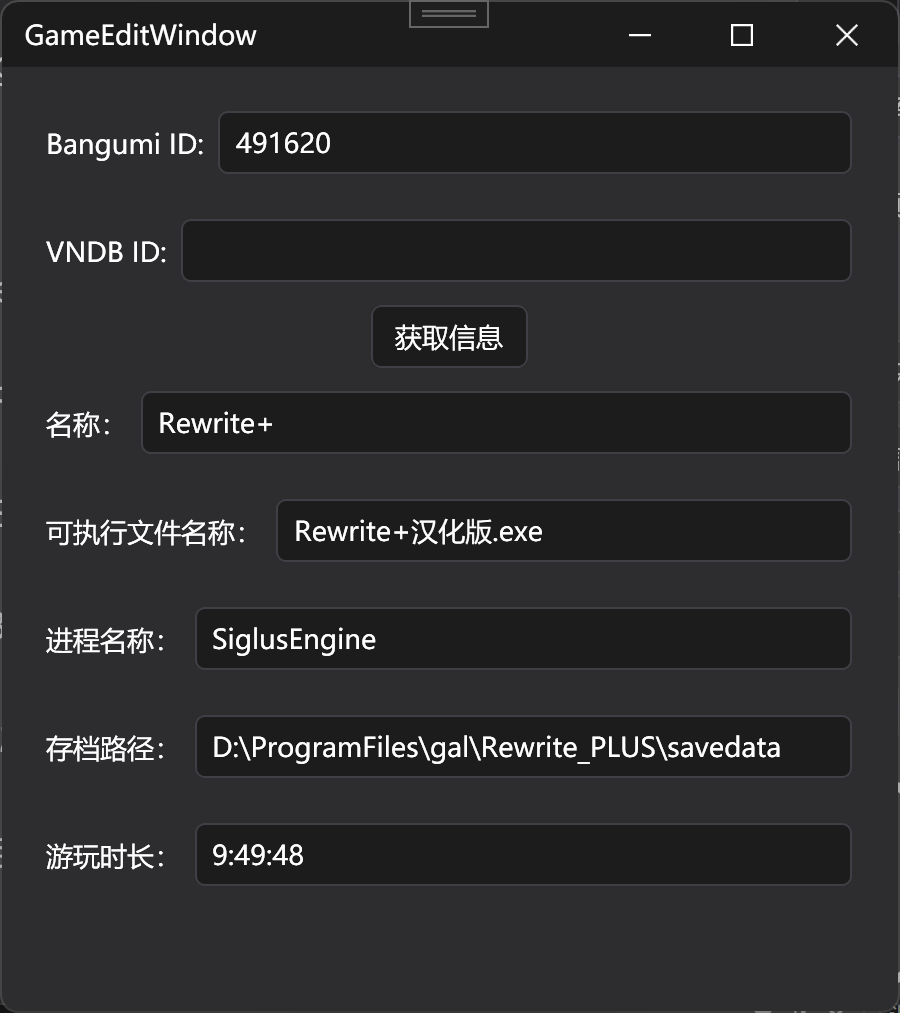 GameEditWindow
Bangumi ID: 491620
VNDB ID:
获取信息
名称： Rewrite+
可执行文件名称： Rewrite+汉化版.exe
进程名称： SiglusEngine
存档路径： D:\ProgramFiles\gal\Rewrite_PLUS\savedata
游玩时长： 9:49:48